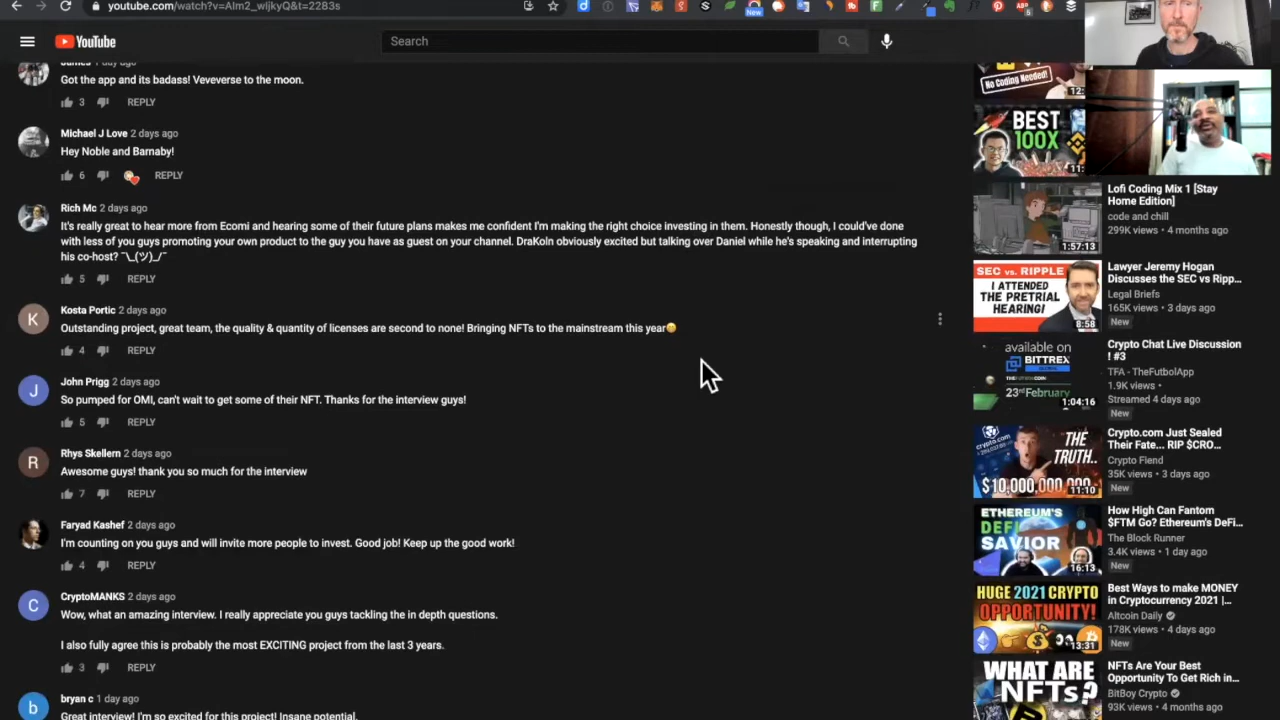 youtube.com/watch?v=AIm2_wljkyQ&t=2283s
YouTube
Search
1 day ago
Got the app and its badass! Veveverse to the moon.
3 REPLY
Michael J Love 2 days ago
Hey Noble and Barnaby!
6 REPLY
Rich Mc 2 days ago
It's really great to hear more from Ecomi and hearing some of their future plans makes me confident I'm making the right choice investing in them. Honestly though, I could've done
with less of you guys promoting your own product to the guy you have as guest on your channel. DraKoln obviously excited but talking over Daniel while he's speaking and interrupting
his co-host? ¯\_(ツ)_/¯
5 REPLY
K
Kosta Portic 2 days ago
Outstanding project, great team, the quality & quantity of licenses are second to none! Bringing NFTs to the mainstream this year
4 REPLY
J
John Prigg 2 days ago
So pumped for OMI, can't wait to get some of their NFT. Thanks for the interview guys!
5 REPLY
R
Rhys Skellern 2 days ago
Awesome guys! thank you so much for the interview
7 REPLY
Faryad Kashef 2 days ago
I'm counting on you guys and will invite more people to invest. Good job! Keep up the good work!
4 REPLY
C
CryptoMANKS 2 days ago
Wow, what an amazing interview. I really appreciate you guys tackling the in depth questions.
I also fully agree this is probably the most EXCITING project from the last 3 years.
3 REPLY
b
bryan c 1 day ago
Great interview! I'm so excited for this project! Insane potential.
New
No Coding Needed!
12:
BEST
100X
11:
Lofi Coding Mix 1 [Stay
Home Edition]
code and chill
299K views • 4 months ago
1:57:13
SEC vs. RIPPLE
I ATTENDED
THE PRETRIAL
HEARING!
8:58
Lawyer Jeremy Hogan
Discusses the SEC vs Ripp...
Legal Briefs
165K views • 3 days ago
New
available on
BITTREX
GLOBAL
23rd February
1:04:16
Crypto Chat Live Discussion
! #3
TFA - TheFutbolApp
1.9K views •
Streamed 4 days ago
New
crypto.com
THE
TRUTH..
$10,000,000,000
11:10
Crypto.com Just Sealed
Their Fate... RIP $CRO...
Crypto Fiend
35K views • 3 days ago
New
ETHEREUM'S
DEFI
SAVIOR
16:13
How High Can Fantom
$FTM Go? Ethereum's DeFi...
The Block Runner
3.4K views • 1 day ago
New
HUGE 2021 CRYPTO
OPPORTUNITY!
13:31
Best Ways to make MONEY
in Cryptocurrency 2021 |...
Altcoin Daily
178K views • 4 days ago
New
WHAT ARE
NFTs?
NFTs Are Your Best
Opportunity To Get Rich in...
BitBoy Crypto
93K views • 4 months ago